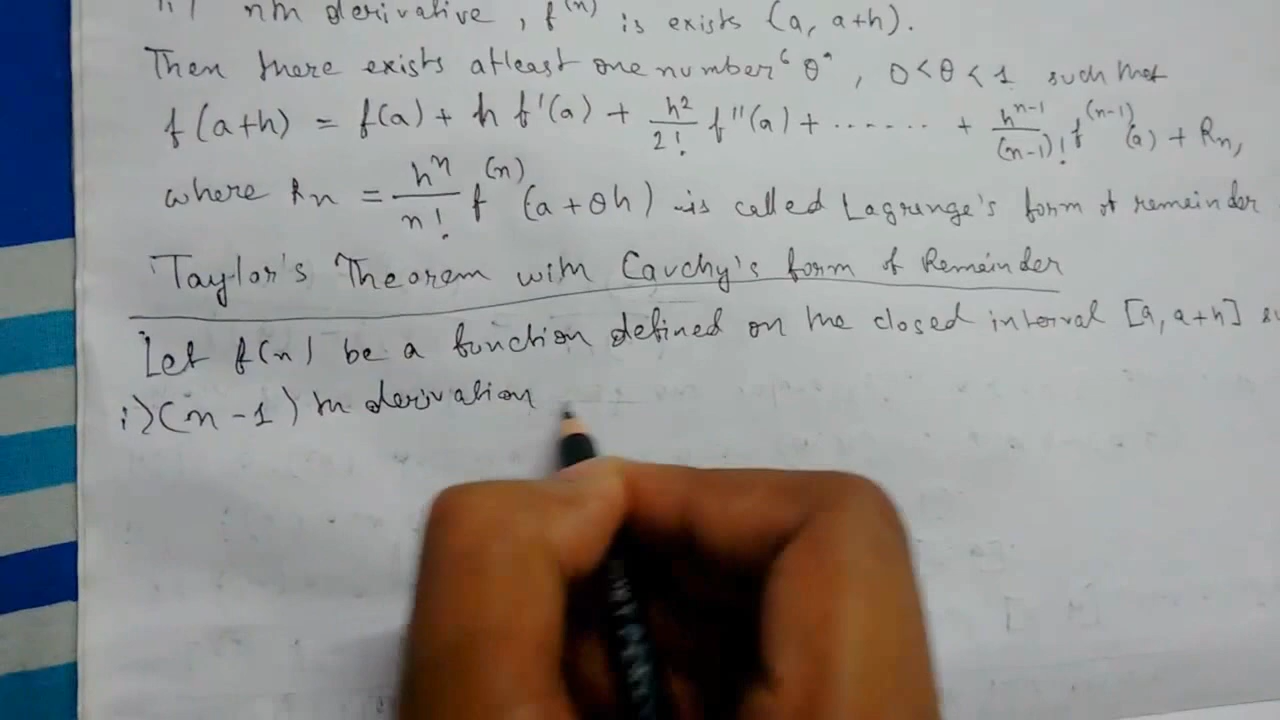 nth derivative, f^(n) is exists (a, a+h).
Then there exists atleast one number "θ", 0<θ<1 such that
f(a+h) = f(a) + h f'(a) + h²/2! f''(a) + ...... + h^(n-1)/(n-1)! f^(n-1)(a) + Rn,
where Rn = h^n/n! f^(n)(a+θh) is called Lagrange's form of remeinder
Taylor's Theorem with Cauchy's form of Remeinder
Let f(x) be a function defined on the closed interval [a, a+h]
i) (n-1)th derivation